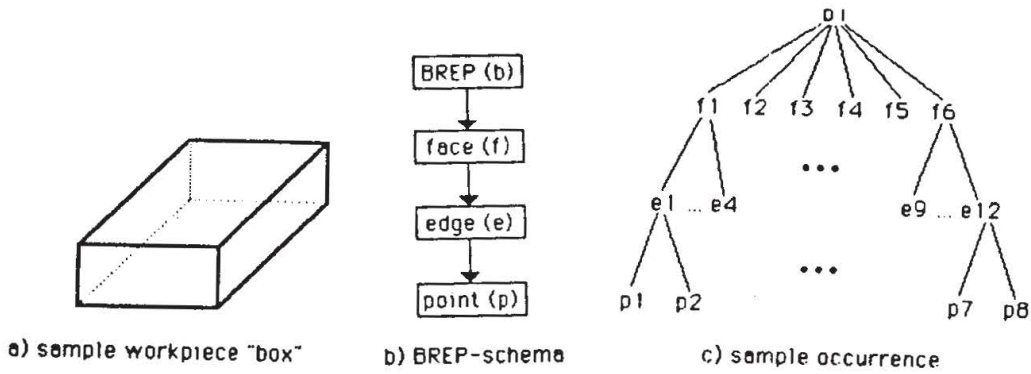 BREP (b)
face (f)
edge (e)
point (p)
f1 f2 f3 f4 f5 f6
e1 ... e4 e9 ... e12
p1 p2 p7 p8
a) sample workpiece "box"
b) BREP-schema
c) sample occurrence